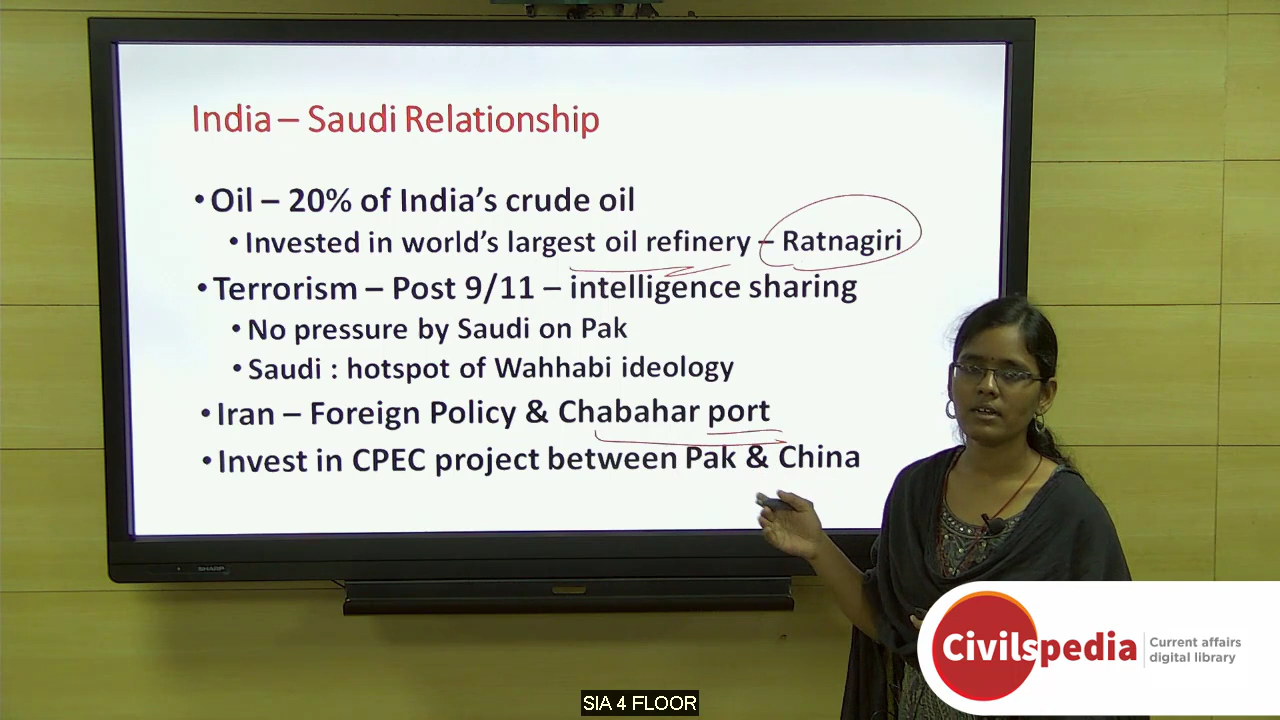 India – Saudi Relationship
• Oil – 20% of India's crude oil
• Invested in world's largest oil refinery – Ratnagiri
• Terrorism – Post 9/11 – intelligence sharing
• No pressure by Saudi on Pak
• Saudi : hotspot of Wahhabi ideology
• Iran – Foreign Policy & Chabahar port
• Invest in CPEC project between Pak & China
SHARP
Civilspedia
Current affairs
digital library
SIA 4 FLOOR